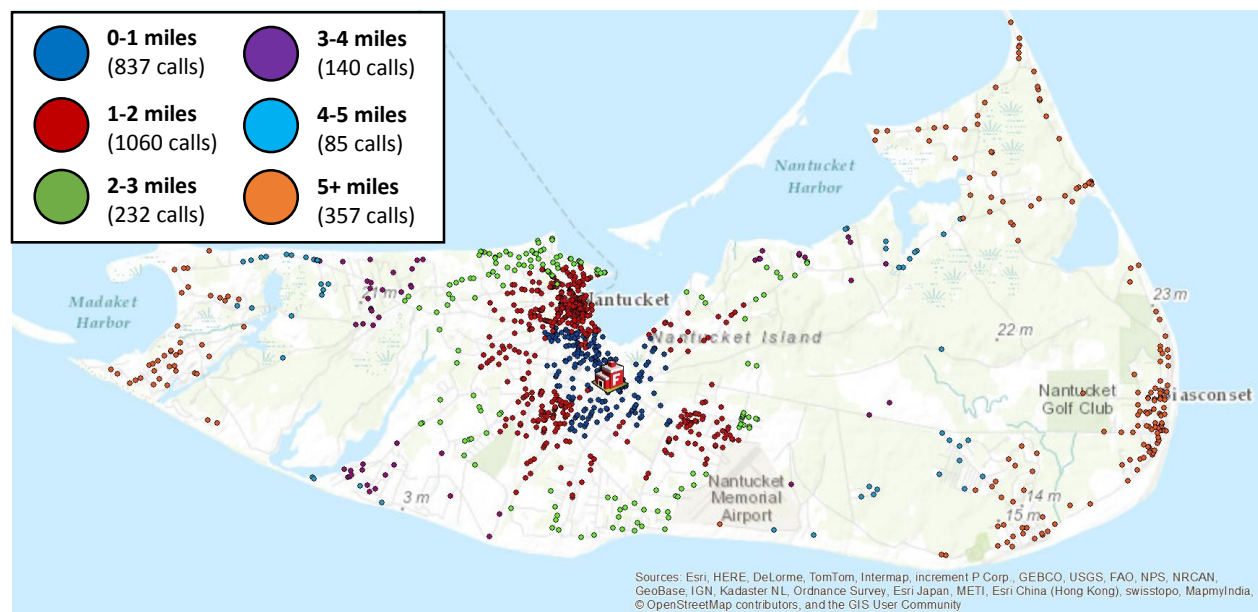 0-1 miles
(837 calls)
3-4 miles
(140 calls)
1-2 miles
(1060 calls)
4-5 miles
(85 calls)
2-3 miles
(232 calls)
5+ miles
(357 calls)
Nantucket
Harbor
Madaket
Harbor
Nantucket
23 m
22 m
Nantucket Island
F
Nantucket
Golf Club
3 m
Nantucket
Memorial
Airport
14 m
15 m
Sources: Esri, HERE, DeLorme, TomTom, Intermap, increment P Corp., GEBCO, USGS, FAO, NPS, NRCAN,
GeoBase, IGN, Kadaster NL, Ordnance Survey, Esri Japan, METI, Esri China (Hong Kong), swisstopo, MapmyIndia,
© OpenStreetMap contributors, and the GIS User Community